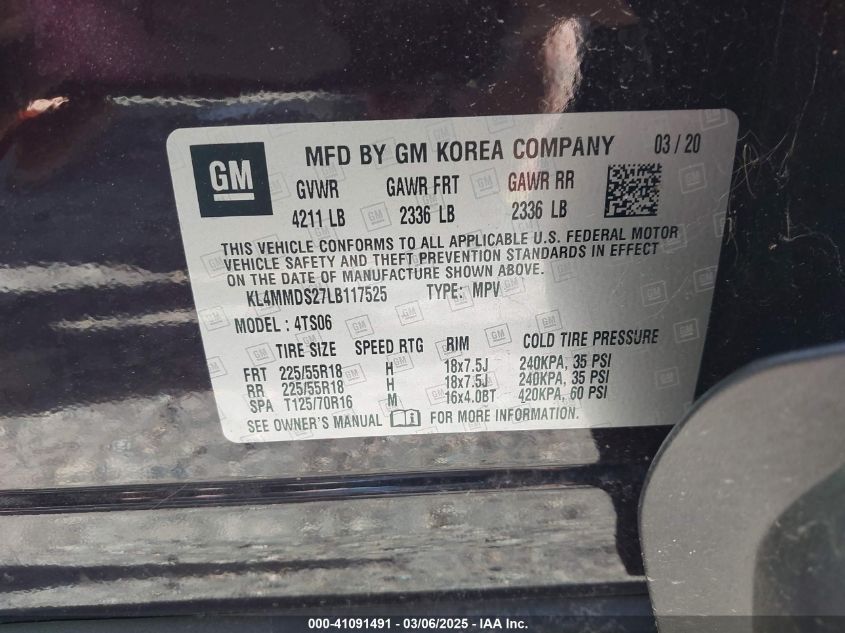 GM
MFD BY GM KOREA COMPANY 03 / 20
GVWR GAWR FRT GAWR RR
4211 LB 2336 LB 2336 LB
THIS VEHICLE CONFORMS TO ALL APPLICABLE U.S. FEDERAL MOTOR
VEHICLE SAFETY AND THEFT PREVENTION STANDARDS IN EFFECT
ON THE DATE OF MANUFACTURE SHOWN ABOVE.
KL4MMDS27LB117525 TYPE: MPV
MODEL : 4TS06
TIRE SIZE SPEED RTG RIM COLD TIRE PRESSURE
FRT 225/55R18 H 18x7.5J 240KPA, 35 PSI
RR 225/55R18 H 18x7.5J 240KPA, 35 PSI
SPA T125/70R16 M 16x4.0BT 420KPA, 60 PSI
SEE OWNER'S MANUAL FOR MORE INFORMATION.
000-41091491 — 03/06/2025 — IAA Inc.